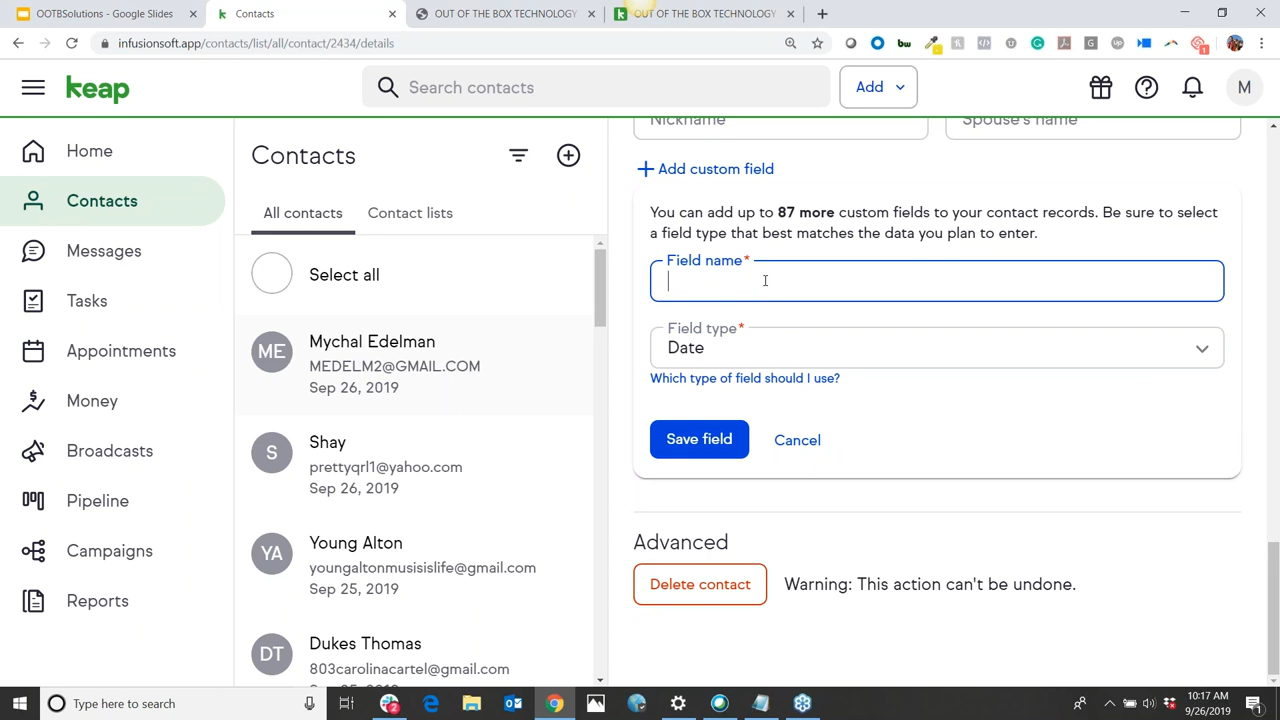 OOTBSolutions - Google Slides
Contacts
OUT OF THE BOX TECHNOLOGY
OUT OF THE BOX TECHNOLOGY
infusionsoft.app/contacts/list/all/contact/2434/details
keap
Search contacts
Add
M
Home
Contacts
Messages
Tasks
Appointments
Money
Broadcasts
Pipeline
Campaigns
Reports
Contacts
All contacts
Contact lists
Select all
ME
Mychal Edelman
MEDELM2@GMAIL.COM
Sep 26, 2019
S
Shay
prettyqrl1@yahoo.com
Sep 26, 2019
YA
Young Alton
youngaltonmusisislife@gmail.com
Sep 25, 2019
DT
Dukes Thomas
803carolinacartel@gmail.com
Nickname
Spouse's name
Add custom field
You can add up to 87 more custom fields to your contact records. Be sure to select
a field type that best matches the data you plan to enter.
Field name*
Field type*
Date
Which type of field should I use?
Save field
Cancel
Advanced
Delete contact
Warning: This action can't be undone.
Type here to search
10:17 AM
9/26/2019